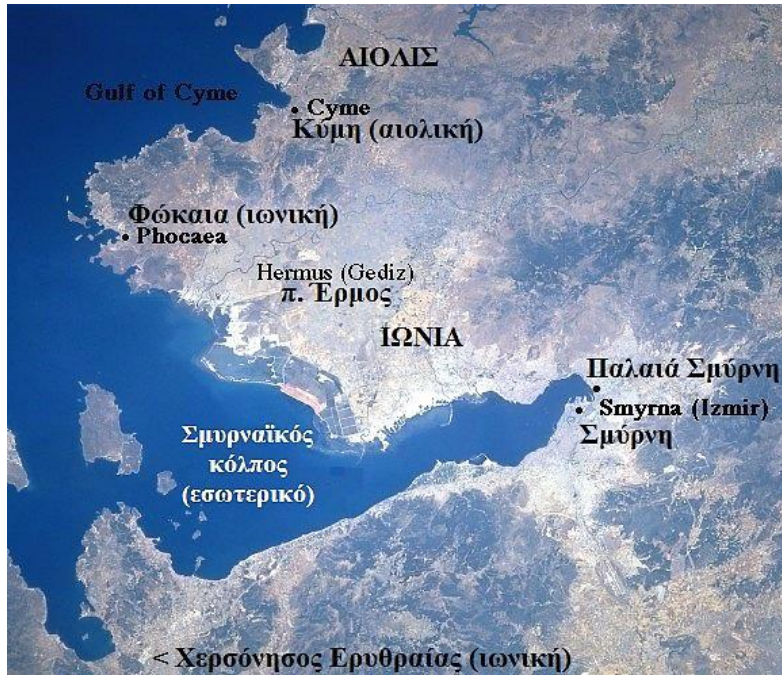 ΑΙΟΛΙΣ
Gulf of Cyme
• Cyme
Κύμη (αιολική)
Φώκαια (ιωνική)
• Phocaea
Hermus (Gediz)
π. Έρμος
ΙΩΝΙΑ
Παλαιά Σμύρνη
• Smyrna (Izmir)
Σμύρνη
Σμυρναϊκός
κόλπος
(εσωτερικό)
< Χερσόνησος Ερυθραίας (ιωνική)